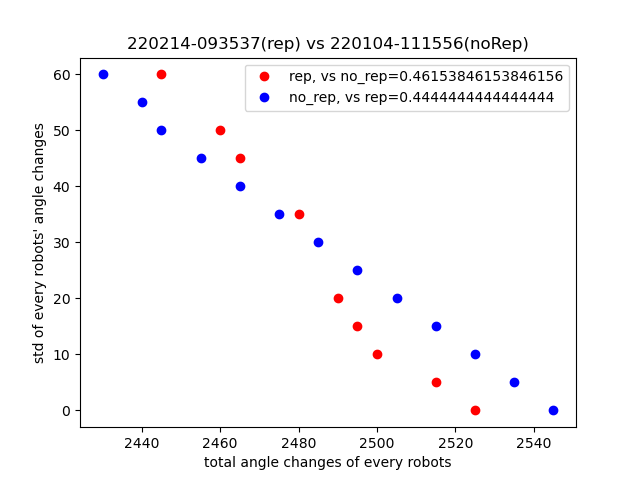 220214-093537(rep) vs 220104-111556(noRep)
rep, vs no_rep=0.46153846153846156
no_rep, vs rep=0.4444444444444444
60
50
40
30
20
10
0
std of every robots' angle changes
2440 2460 2480 2500 2520 2540
total angle changes of every robots